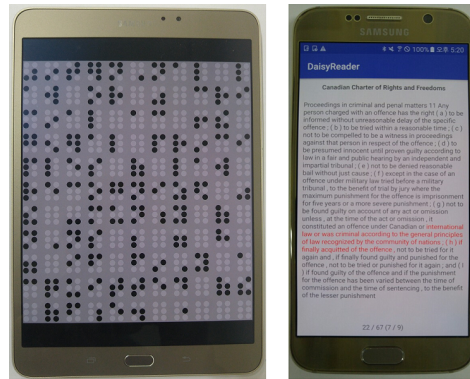 SAMSUNG
100% 오후 5:20
DaisyReader
Canadian Charter of Rights and Freedoms
Proceedings in criminal and penal matters 11 Any
person charged with an offence has the right ( a ) to be
informed without unreasonable delay of the specific
offence ; ( b ) to be tried within a reasonable time ; ( c )
not to be compelled to be a witness in proceedings
against that person in respect of the offence ; ( d ) to
be presumed innocent until proven guilty according to
law in a fair and public hearing by an independent and
impartial tribunal ; ( e ) not to be denied reasonable
bail without just cause ; ( f ) except in the case of an
offence under military law tried before a military
tribunal , to the benefit of trial by jury where the
maximum punishment for the offence is imprisonment
for five years or a more severe punishment ; ( g ) not to
be found guilty on account of any act or omission
unless , at the time of the act or omission , it
constituted an offence under Canadian or international
law or was criminal according to the general principles
of law recognized by the community of nations ; ( h ) if
finally acquitted of the offence , not to be tried for it
again and , if finally found guilty and punished for the
offence , not to be tried or punished for it again ; and ( i
) if found guilty of the offence and if the punishment
for the offence has been varied between the time of
commission and the time of sentencing , to the benefit
of the lesser punishment
22 / 67 (7 / 9)